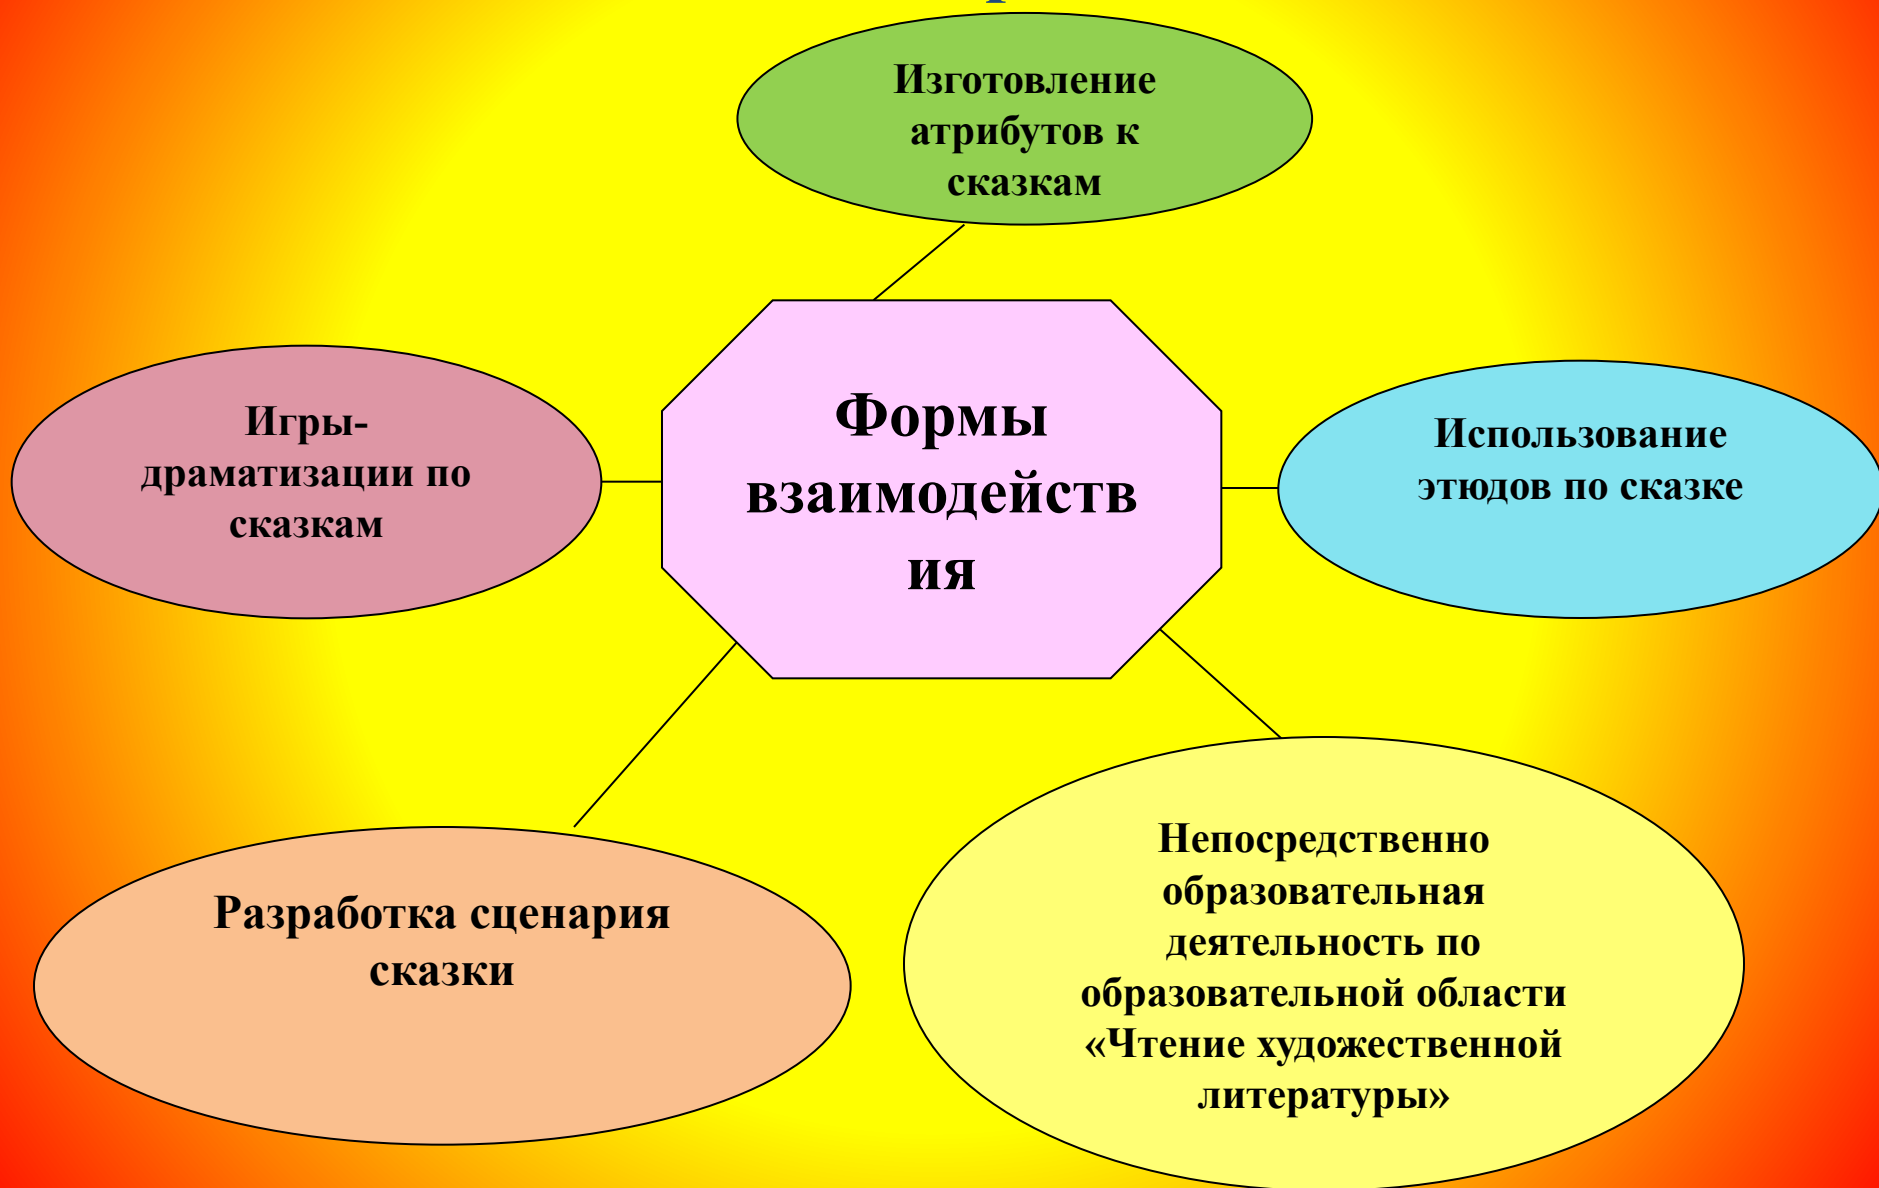 Изготовление
атрибутов к
сказкам
Игры-
драматизации по
сказкам
Формы
взаимодейств
ия
Использование
этюдов по сказке
Разработка сценария
сказки
Непосредственно
образовательная
деятельность по
образовательной области
«Чтение художественной
литературы»